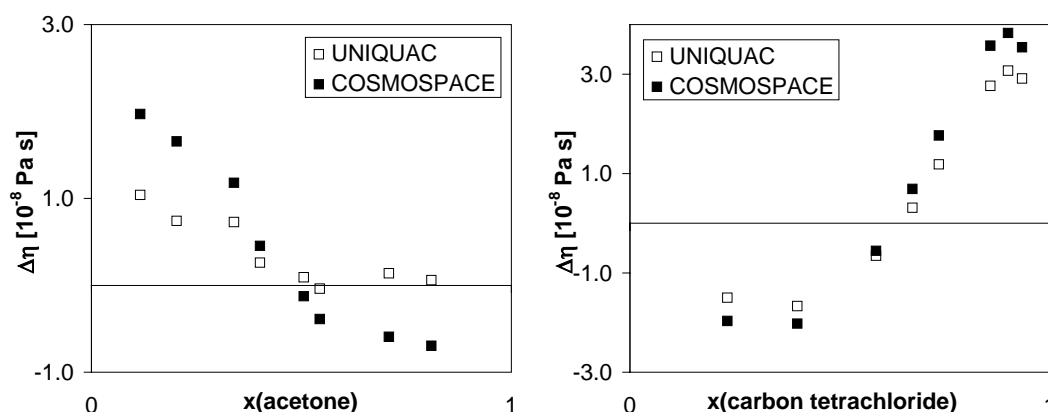 3.0
UNIQUAC
COSMOSPACE
1.0
-1.0
Δη [10-8 Pa s]
0
x(acetone)
1
UNIQUAC
COSMOSPACE
3.0
1.0
-1.0
-3.0
Δη [10-8 Pa s]
0
x(carbon tetrachloride)
1